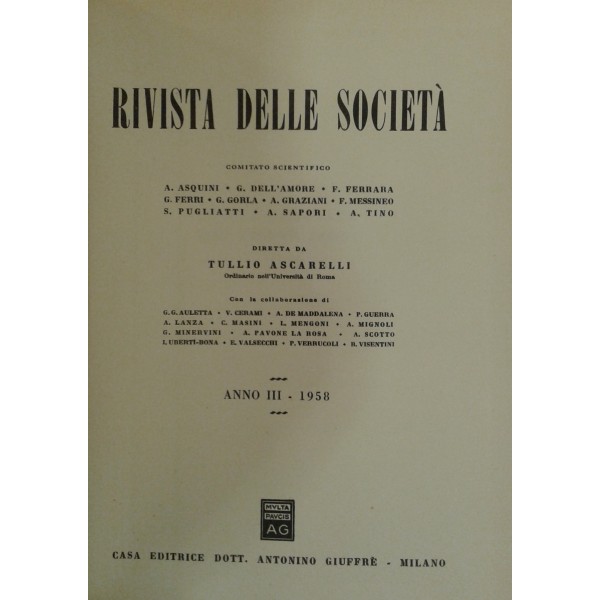 RIVISTA DELLE SOCIETÀ
COMITATO SCIENTIFICO
A. ASQUINI • G. DELL'AMORE • F. FERRARA
G. FERRI • G. GORLA • A. GRAZIANI • F. MESSINEO
S. PUGLIATTI • A. SAPORI • A. TINO
DIRETTA DA
TULLIO ASCARELLI
Ordinario nell'Università di Roma
Con la collaborazione di
G. G. AULETTA • V. CERAMI • A. DE MADDALENA • P. GUERRA
A. LANZA • C. MASINI • L. MENGONI • A. MIGNOLI
G. MINERVINI • A. PAVONE LA ROSA • A. SCOTTO
I. UBERTI-BONA • E. VALSECCHI • P. VERRUCOLI • B. VISENTINI
ANNO III - 1958
MVLTA
PAVCIS
AG
CASA EDITRICE DOTT. ANTONINO GIUFFRÈ - MILANO